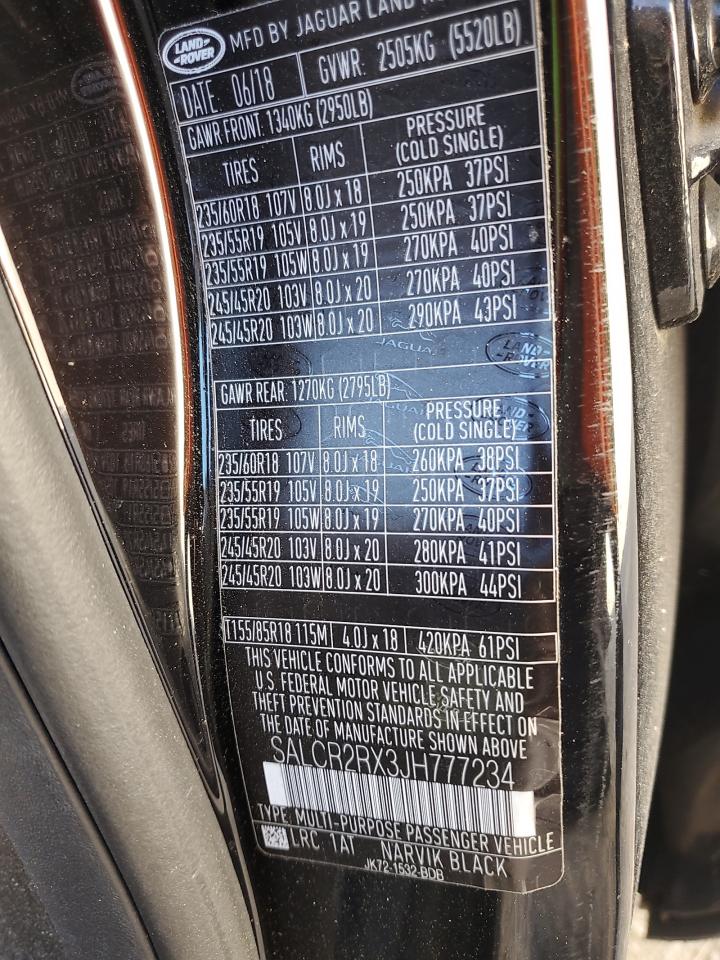 LAND-
ROVER
MFD BY JAGUAR LAND
DATE: 06/18 GVWR: 2505KG (5520LB)
GAWR FRONT: 1340KG (2950LB)
TIRES RIMS PRESSURE (COLD SINGLE)
235/60R18 107V 8.0J x 18 250KPA 37PSI
235/55R19 105V 8.0J x 19 250KPA 37PSI
235/55R19 105W 8.0J x 19 270KPA 40PSI
245/45R20 103V 8.0J x 20 270KPA 40PSI
245/45R20 103W 8.0J x 20 290KPA 43PSI
JAGUAR
LAND-
ROVER
GAWR REAR: 1270KG (2795LB)
TIRES RIMS PRESSURE (COLD SINGLE)
235/60R18 107V 8.0J x 18 260KPA 38PSI
235/55R19 105V 8.0J x 19 250KPA 37PSI
235/55R19 105W 8.0J x 19 270KPA 40PSI
245/45R20 103V 8.0J x 20 280KPA 41PSI
245/45R20 103W 8.0J x 20 300KPA 44PSI
T155/85R18 115M 4.0J x 18 420KPA 61PSI
THIS VEHICLE CONFORMS TO ALL APPLICABLE
U.S. FEDERAL MOTOR VEHICLE SAFETY AND
THEFT PREVENTION STANDARDS IN EFFECT ON
THE DATE OF MANUFACTURE SHOWN ABOVE
SALCR2RX3JH777234
TYPE: MULTI-PURPOSE PASSENGER VEHICLE
LRC 1AT NARVIK BLACK
JK72-1532-BDB